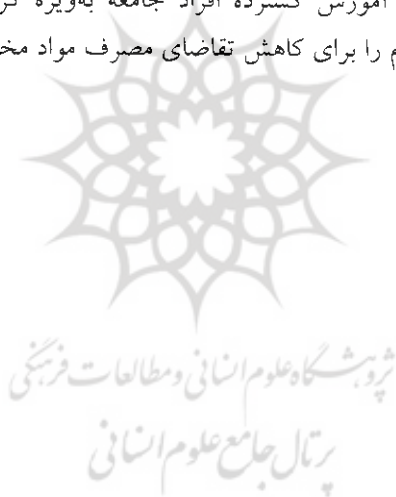 آموزش گسترده افراد جامعه به‌ویژه
م را برای کاهش تقاضای مصرف مواد
پژوهشگاه علوم انسانی و مطالعات فرهنگی
پرتال جامع علوم انسانی